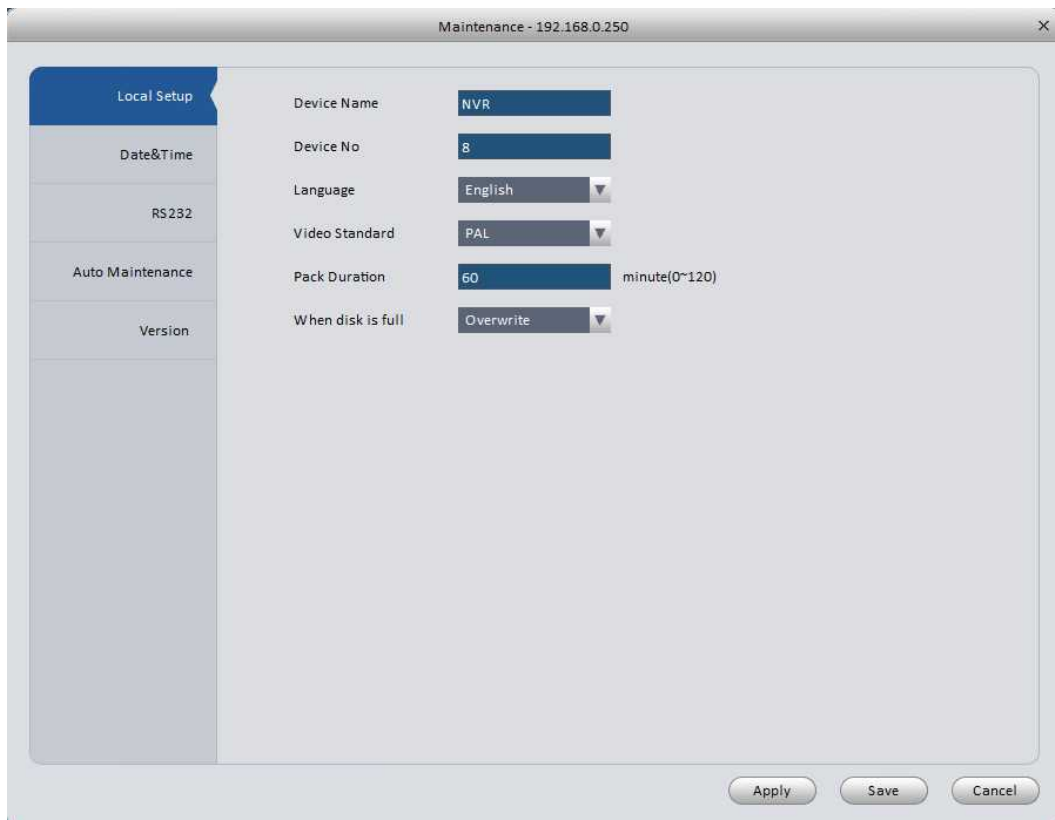 Maintenance - 192.168.0.250
Local Setup
Date&Time
RS232
Auto Maintenance
Version
Device Name NVR
Device No 8
Language English
Video Standard PAL
Pack Duration 60 minute(0~120)
When disk is full Overwrite
Apply Save Cancel